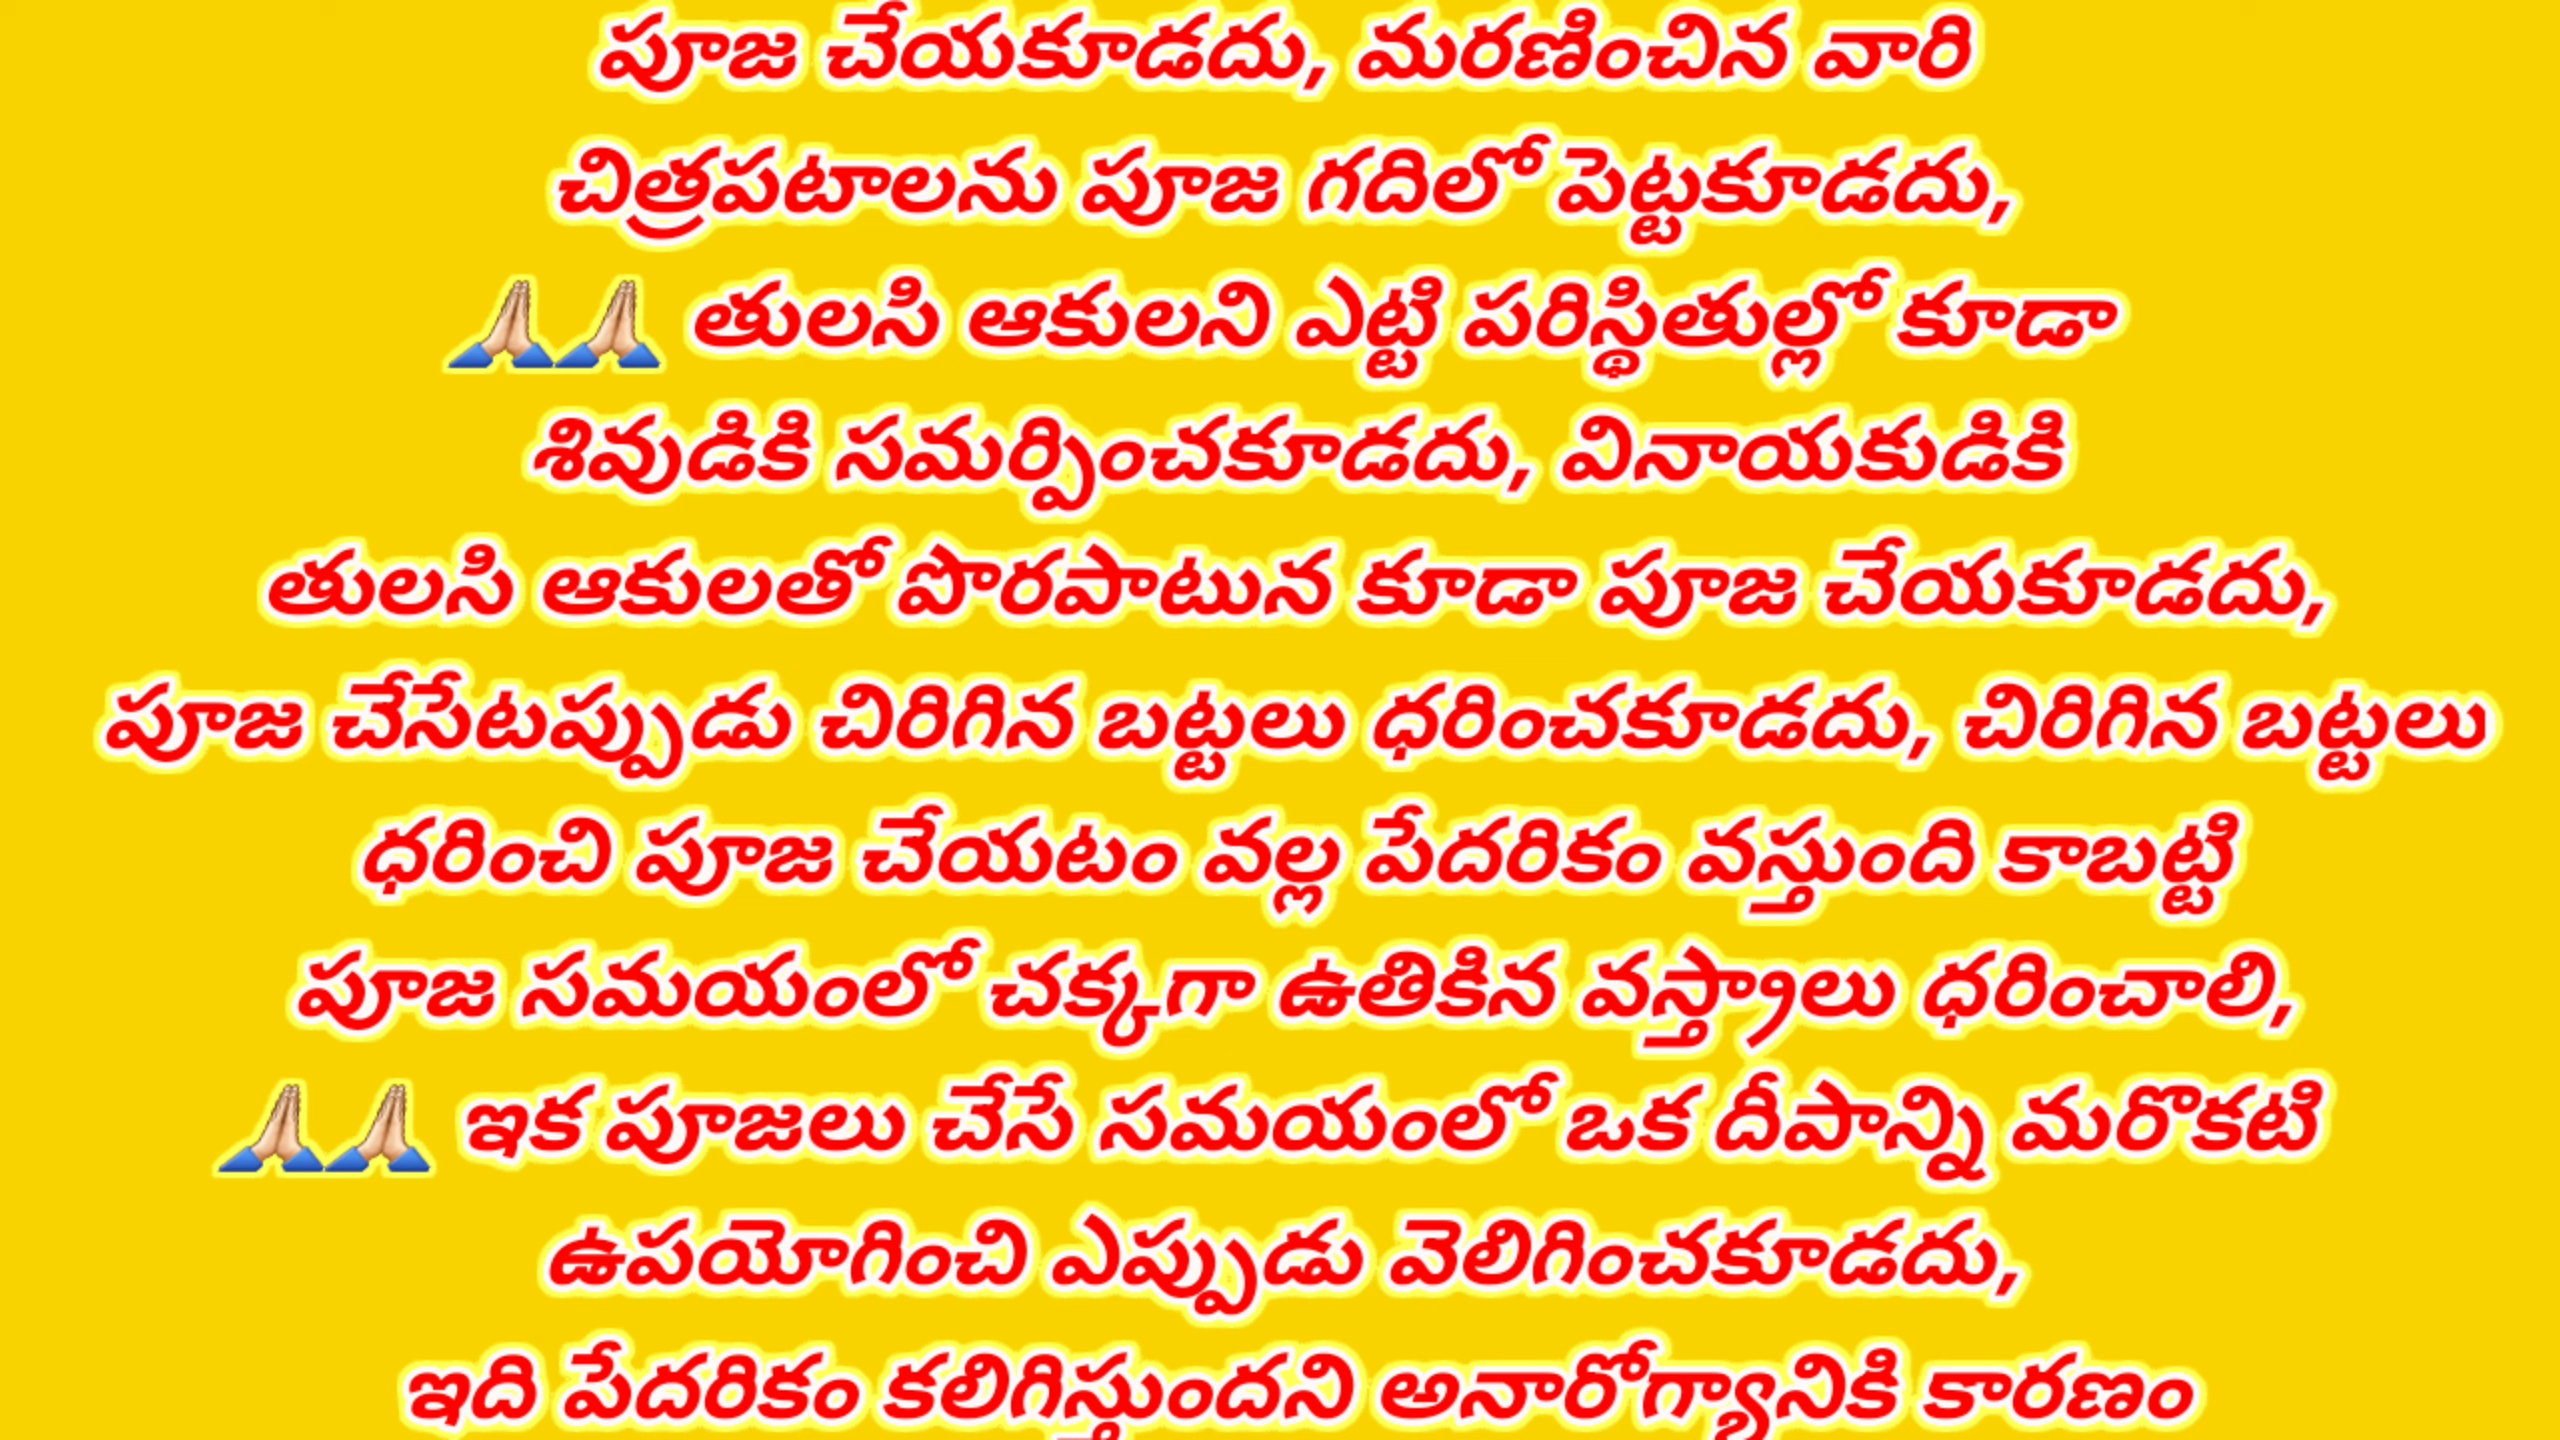 పూజ చేయకూడదు, మరణించిన వారి
చిత్రపటాలను పూజ గదిలో పెట్టకూడదు,
🙏🏻🙏🏻 తులసి ఆకులని ఎట్టి పరిస్థితుల్లో కూడా
శివుడికి సమర్పించకూడదు, వినాయకుడికి
తులసి ఆకులతో పొరపాటున కూడా పూజ చేయకూడదు,
పూజ చేసేటప్పుడు చిరిగిన బట్టలు ధరించకూడదు, చిరిగిన బట్టలు
ధరించి పూజ చేయటం వల్ల పేదరికం వస్తుంది కాబట్టి
పూజ సమయంలో చక్కగా ఉతికిన వస్త్రాలు ధరించాలి,
🙏🏻🙏🏻 ఇక పూజలు చేసే సమయంలో ఒక దీపాన్ని మరొకటి
ఉపయోగించి ఎప్పుడు వెలిగించకూడదు,
ఇది పేదరికం కలిగిస్తుందని అనారోగ్యానికి కారణం